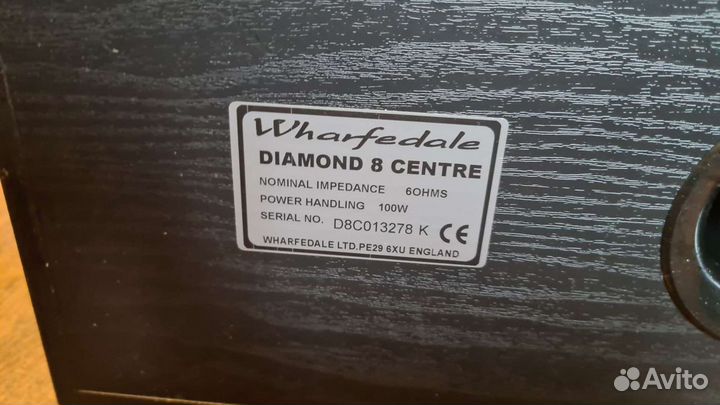 Wharfedale
DIAMOND 8 CENTRE
NOMINAL IMPEDANCE 6OHMS
POWER HANDLING 100W
SERIAL NO. D8C013278 K CE
WHARFEDALE LTD.PE29 6XU ENGLAND
Avito